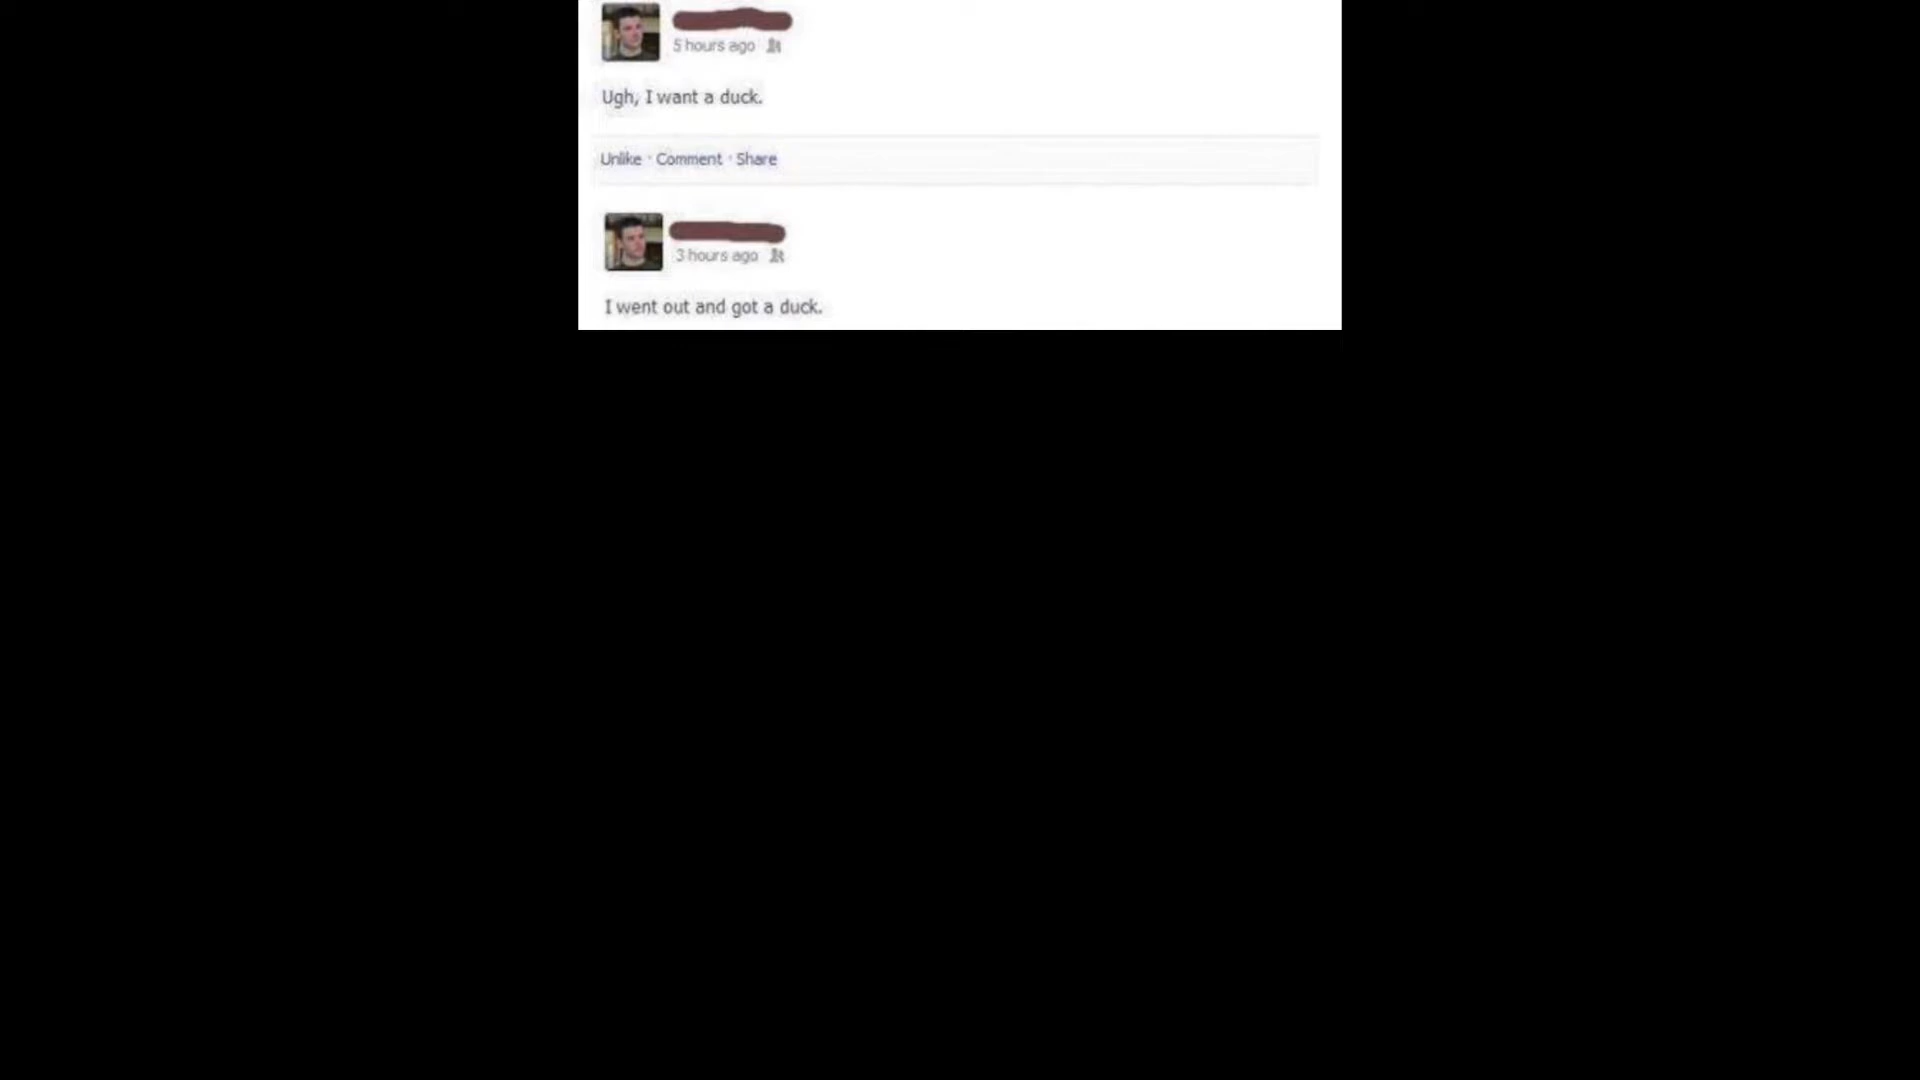 5 hours ago
Ugh, I want a duck.
Unlike · Comment · Share
3 hours ago
I went out and got a duck.